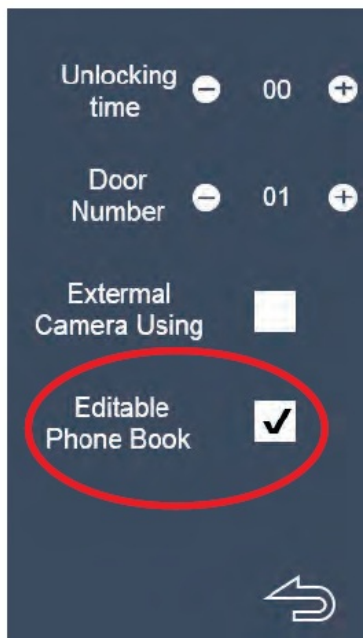 Unlocking
time
00
Door
Number
01
Extermal
Camera Using
Editable
Phone Book